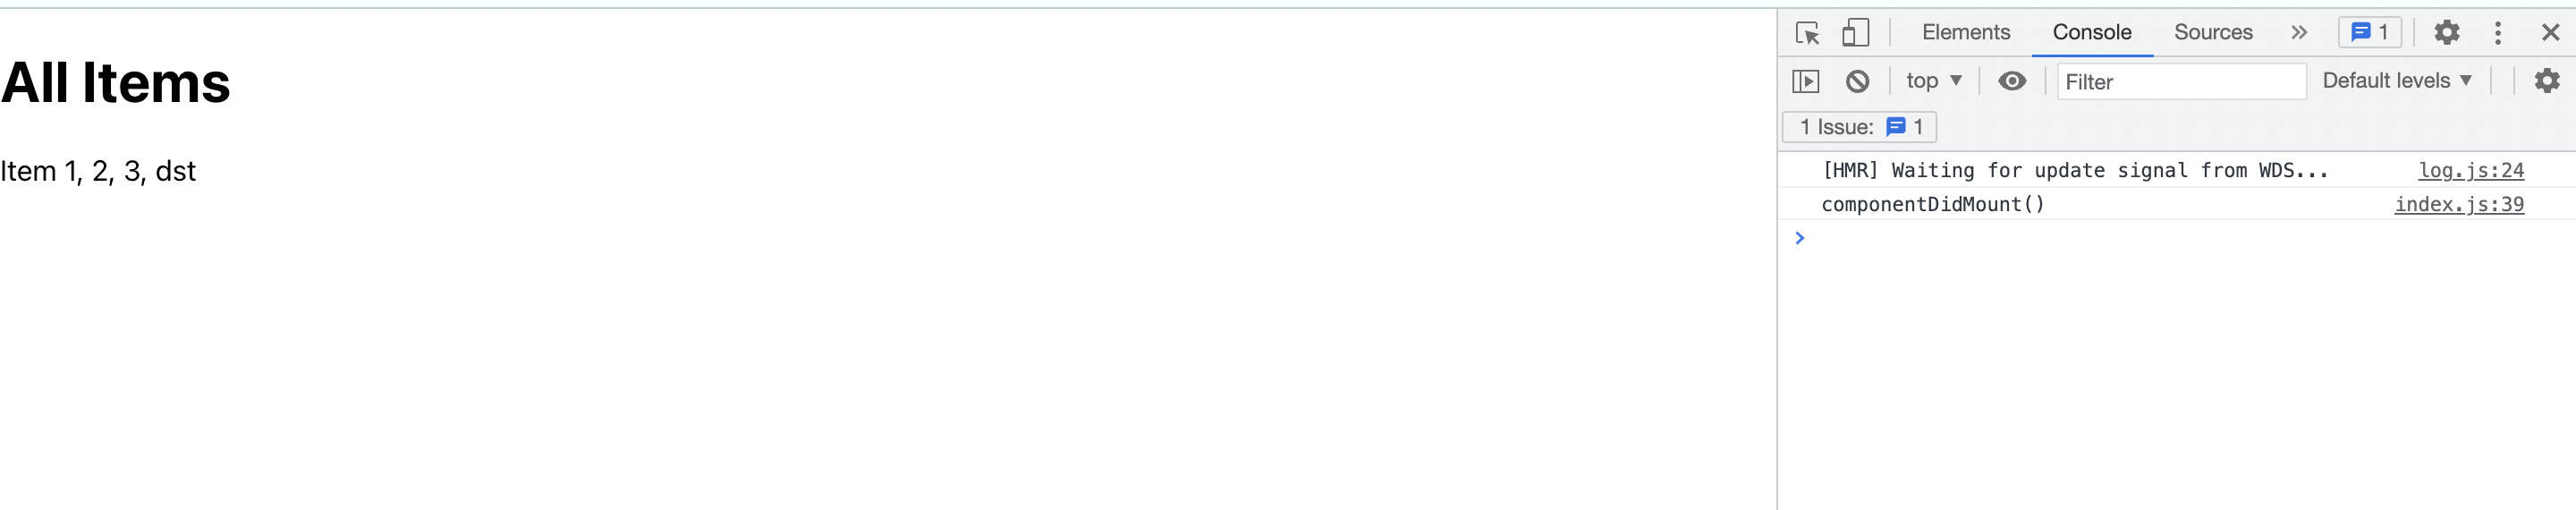 All Items
Item 1, 2, 3, dst
Elements Console Sources 1
top Filter Default levels
1 Issue: 1
[HMR] Waiting for update signal from WDS... log.js:24
componentDidMount() index.js:39